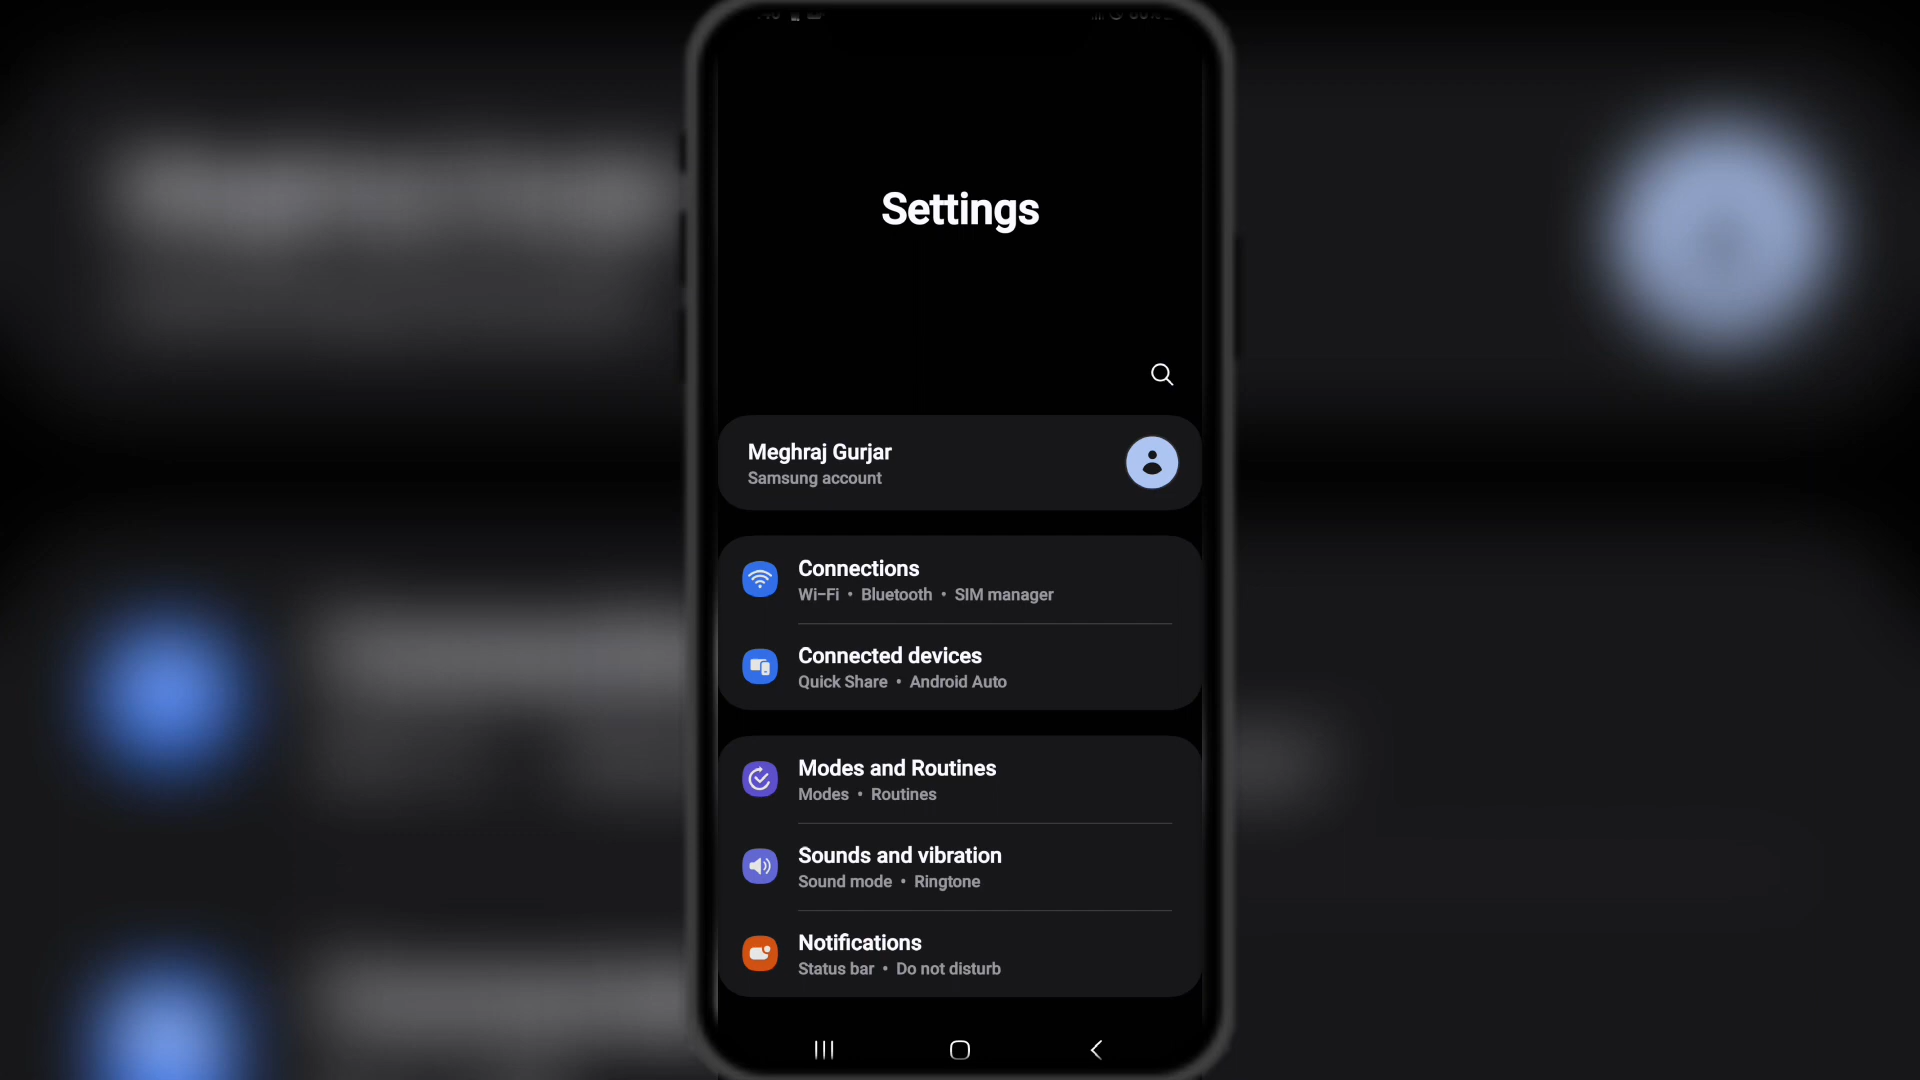 Settings
Meghraj Gurjar
Samsung account
Connections
Wi-Fi • Bluetooth • SIM manager
Connected devices
Quick Share • Android Auto
Modes and Routines
Modes • Routines
Sounds and vibration
Sound mode • Ringtone
Notifications
Status bar • Do not disturb